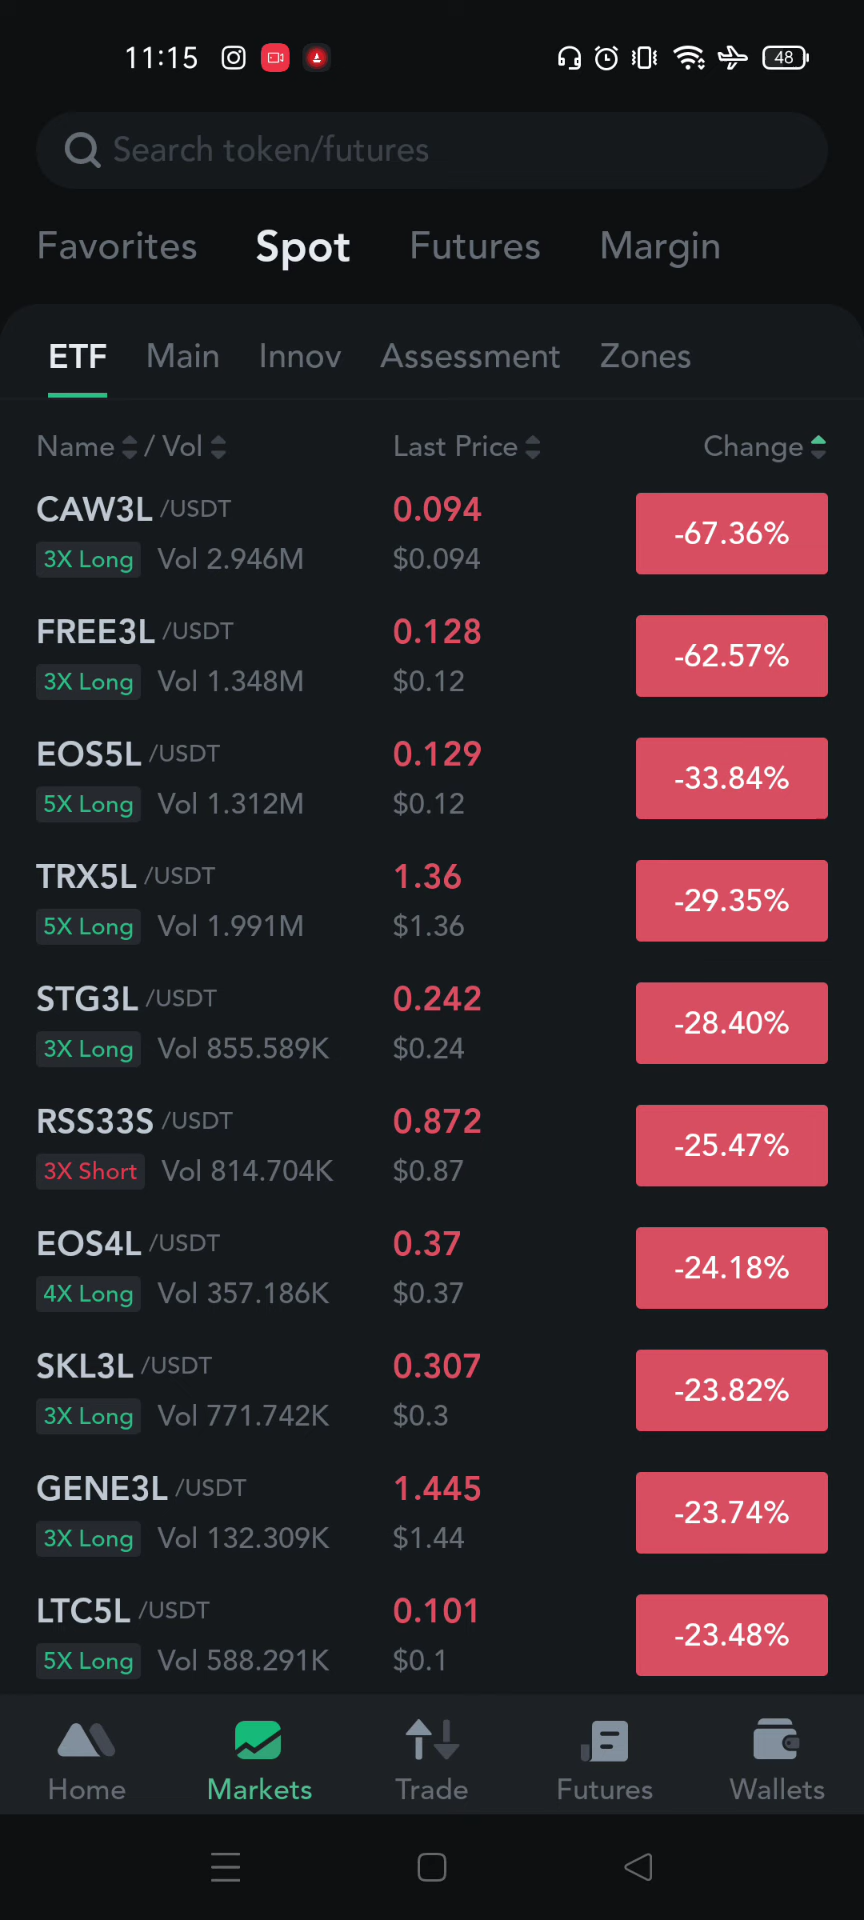 11:15 48
Search token/futures
Favorites Spot Futures Margin
ETF Main Innov Assessment Zones
Name / Vol Last Price Change
CAW3L /USDT 0.094 -67.36%
3X Long Vol 2.946M $0.094
FREE3L /USDT 0.128 -62.57%
3X Long Vol 1.348M $0.12
EOS5L /USDT 0.129 -33.84%
5X Long Vol 1.312M $0.12
TRX5L /USDT 1.36 -29.35%
5X Long Vol 1.991M $1.36
STG3L /USDT 0.242 -28.40%
3X Long Vol 855.589K $0.24
RSS33S /USDT 0.872 -25.47%
3X Short Vol 814.704K $0.87
EOS4L /USDT 0.37 -24.18%
4X Long Vol 357.186K $0.37
SKL3L /USDT 0.307 -23.82%
3X Long Vol 771.742K $0.3
GENE3L /USDT 1.445 -23.74%
3X Long Vol 132.309K $1.44
LTC5L /USDT 0.101 -23.48%
5X Long Vol 588.291K $0.1
Home Markets Trade Futures Wallets